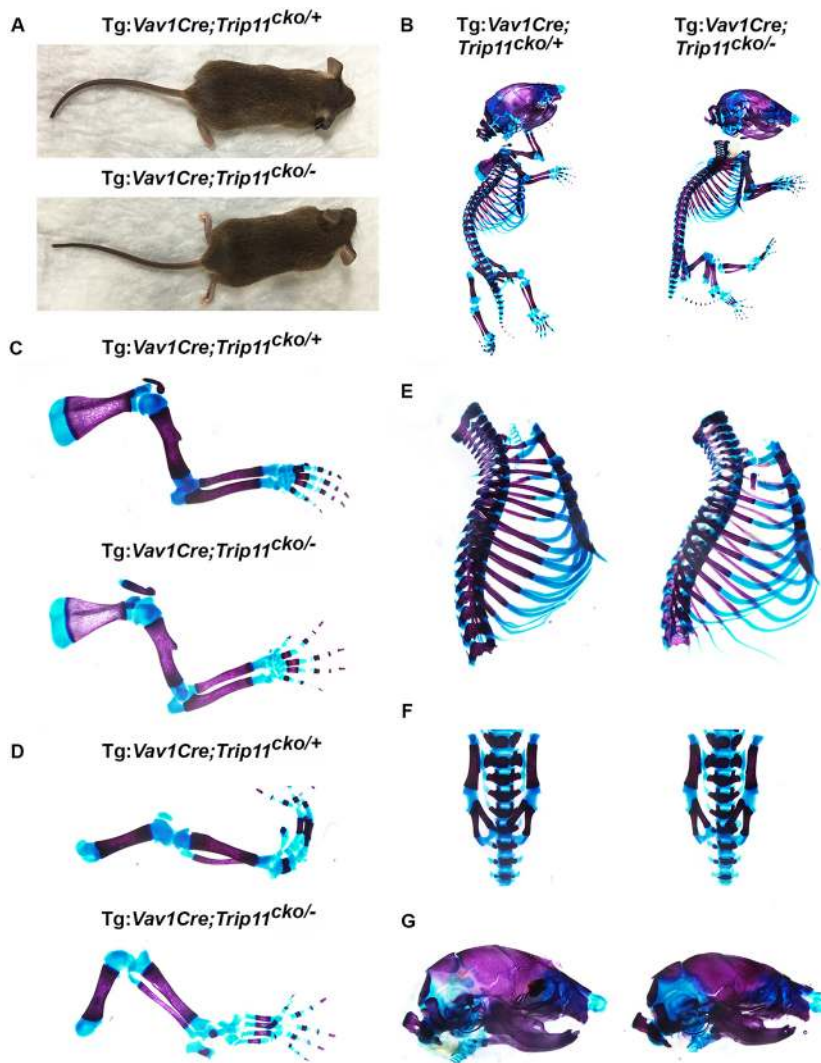 A
Tg:Vav1Cre;Trip11cko/+
Tg:Vav1Cre;Trip11cko/-
B
Tg:Vav1Cre;
Trip11cko/+
Tg:Vav1Cre;
Trip11cko/-
C
Tg:Vav1Cre;Trip11cko/+
Tg:Vav1Cre;Trip11cko/-
D
Tg:Vav1Cre;Trip11cko/+
Tg:Vav1Cre;Trip11cko/-
E
F
G